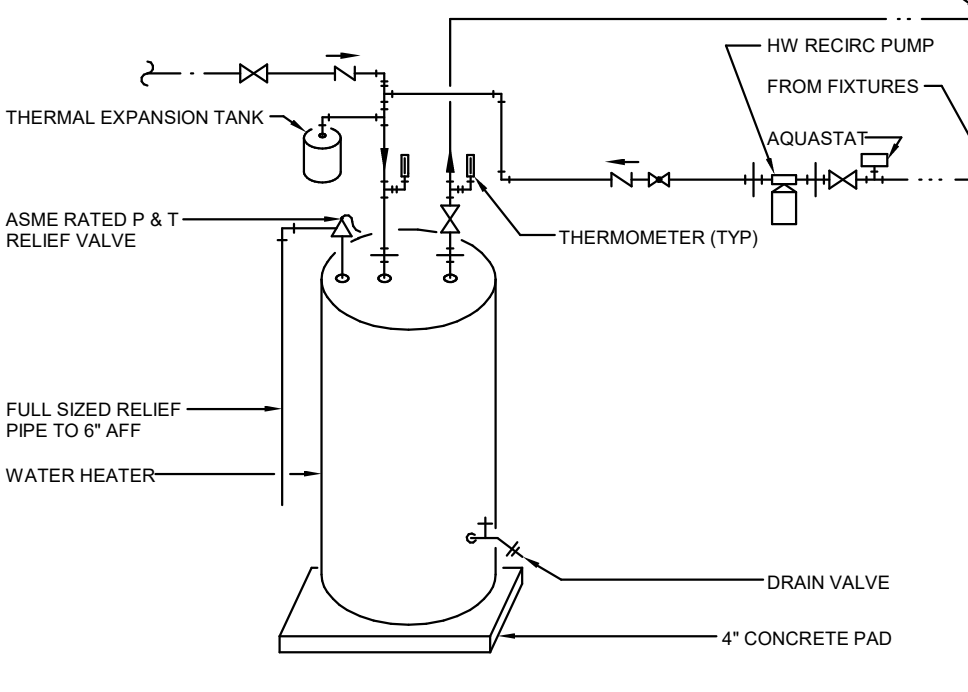 HW RECIRC PUMP
FROM FIXTURES
THERMAL EXPANSION TANK
AQUASTAT
ASME RATED P & T
RELIEF VALVE
THERMOMETER (TYP)
FULL SIZED RELIEF
PIPE TO 6" AFF
WATER HEATER
DRAIN VALVE
4" CONCRETE PAD